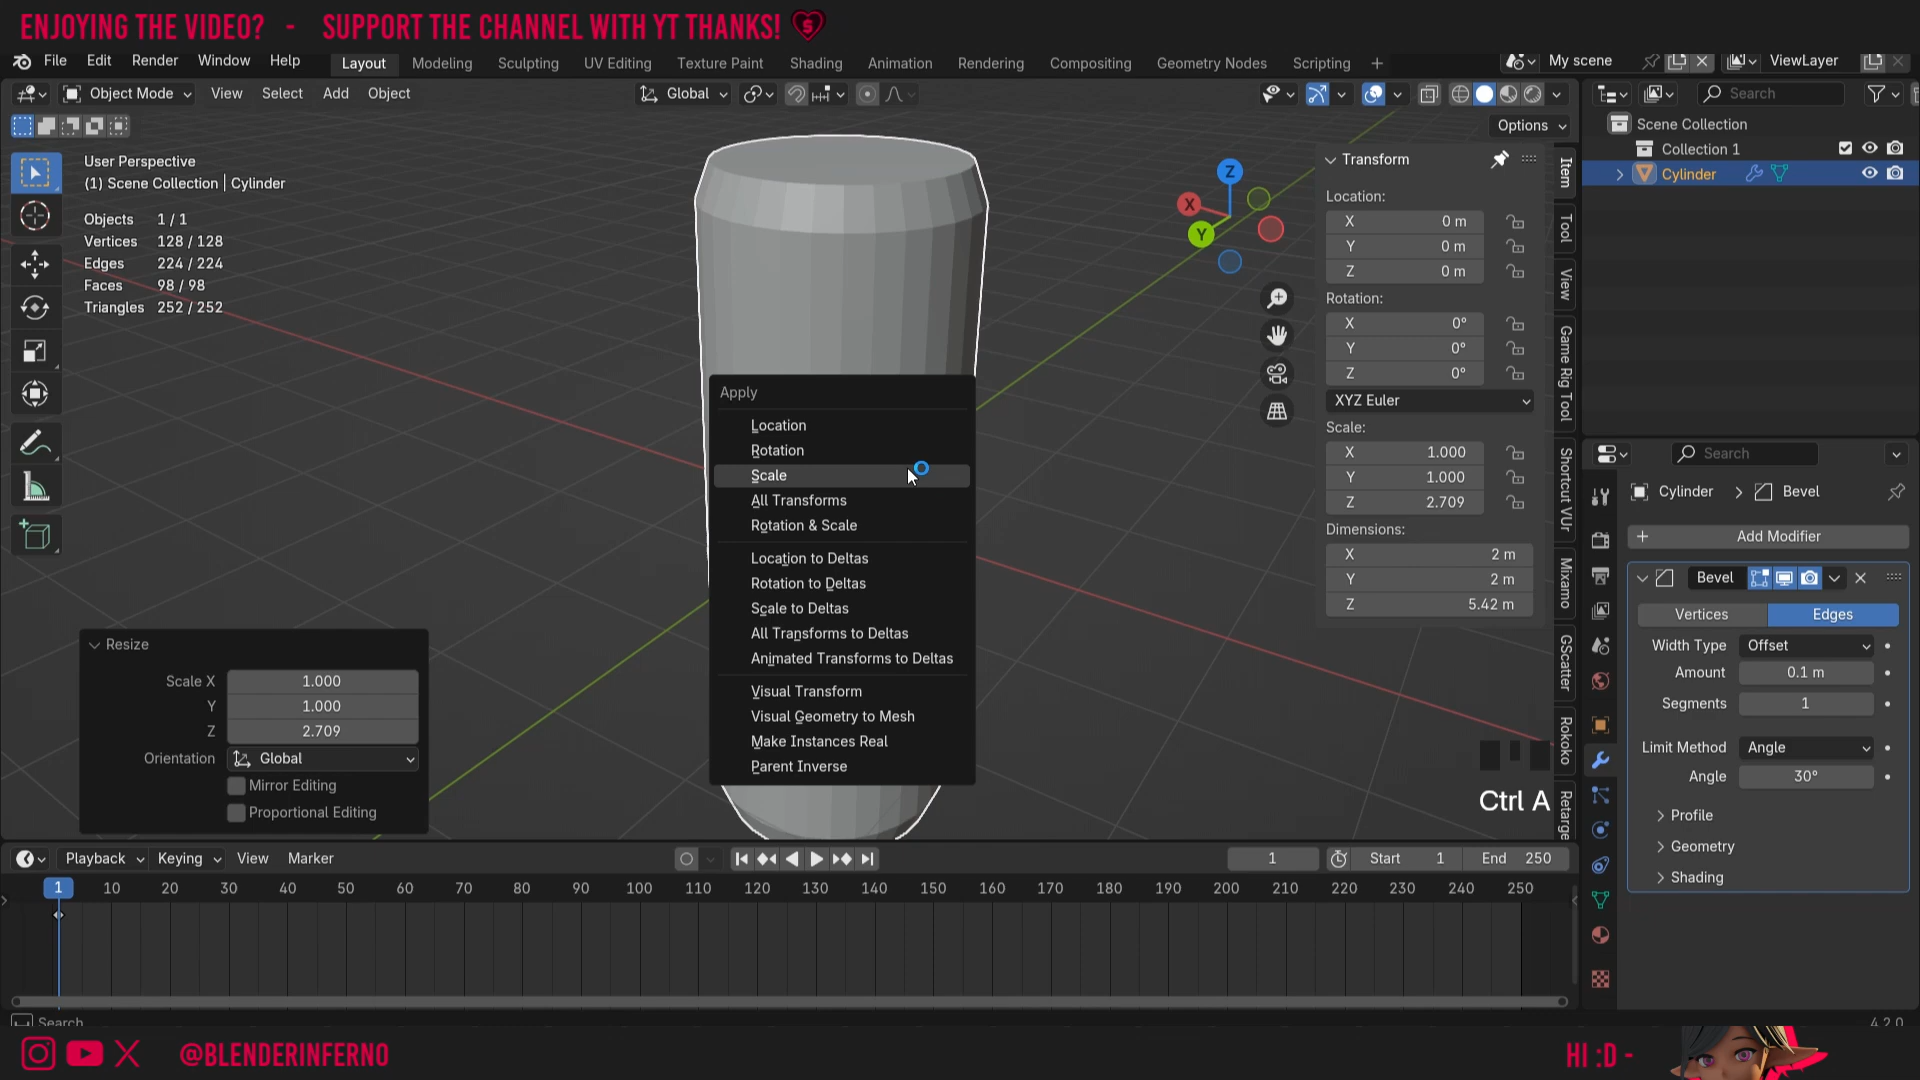 ENJOYING THE VIDEO? - SUPPORT THE CHANNEL WITH YT THANKS!
File Edit Render Window Help Layout Modeling Sculpting UV Editing Texture Paint Shading Animation Rendering Compositing Geometry Nodes Scripting + My scene ViewLayer
Object Mode View Select Add Object Global Search
Options
User Perspective
(1) Scene Collection | Cylinder
Objects 1 / 1
Vertices 128 / 128
Edges 224 / 224
Faces 98 / 98
Triangles 252 / 252
Z
X
Y
Transform
Location:
X 0 m
Y 0 m
Z 0 m
Rotation:
X 0°
Y 0°
Z 0°
XYZ Euler
Scale:
X 1.000
Y 1.000
Z 2.709
Dimensions:
X 2 m
Y 2 m
Z 5.42 m
Item
Tool
View
Game Rig Tool
Shortcut VUr
Mixamo
GScatter
Rokoko
Retarge
Apply
Location
Rotation
Scale
All Transforms
Rotation & Scale
Location to Deltas
Rotation to Deltas
Scale to Deltas
All Transforms to Deltas
Animated Transforms to Deltas
Visual Transform
Visual Geometry to Mesh
Make Instances Real
Parent Inverse
Resize
Scale X 1.000
Y 1.000
Z 2.709
Orientation Global
Mirror Editing
Proportional Editing
Ctrl A
Scene Collection
Collection 1
Cylinder
Search
Cylinder > Bevel
+ Add Modifier
Bevel
Vertices Edges
Width Type Offset
Amount 0.1 m
Segments 1
Limit Method Angle
Angle 30°
Profile
Geometry
Shading
Playback Keying View Marker 1 Start 1 End 250
1 10 20 30 40 50 60 70 80 90 100 110 120 130 140 150 160 170 180 190 200 210 220 230 240 250
Search
4.2.0
@BLENDERINFERNO
HI :D -